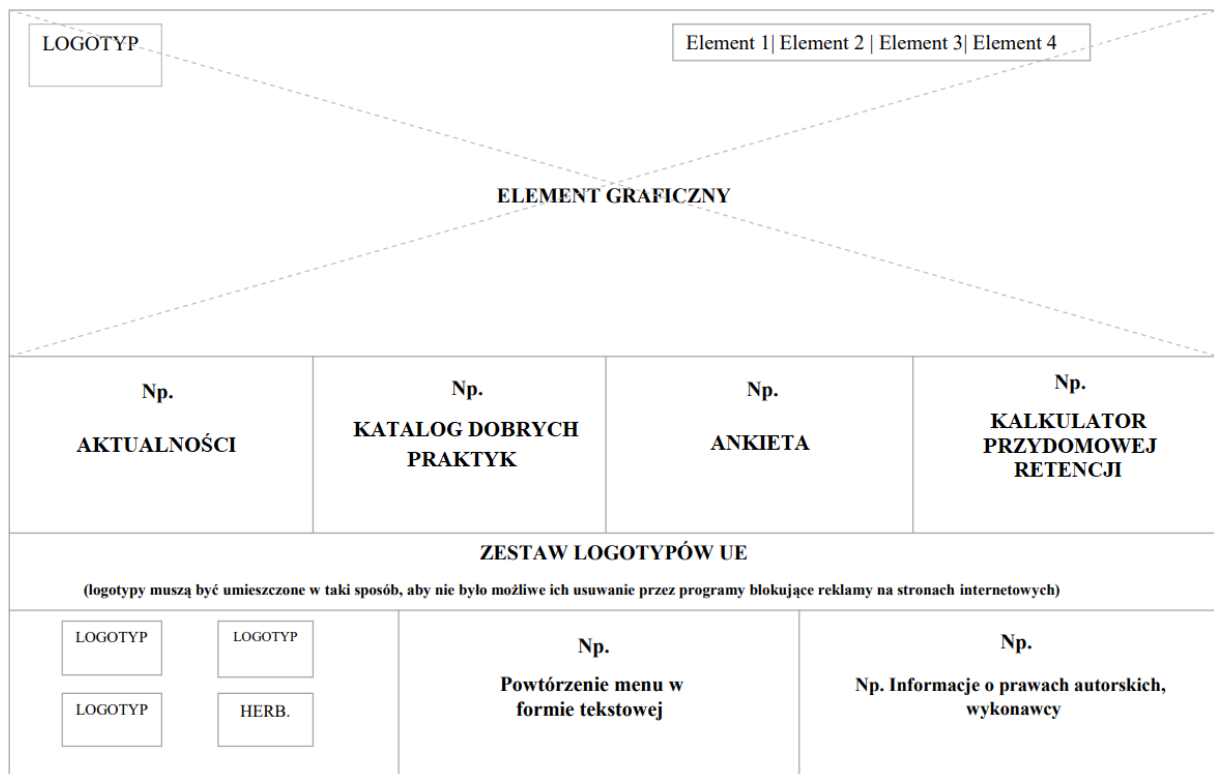 LOGOTYP
Element 1| Element 2 | Element 3| Element 4
ELEMENT GRAFICZNY
Np.
AKTUALNOŚCI
Np.
KATALOG DOBRYCH
PRAKTYK
Np.
ANKIETA
Np.
KALKULATOR
PRZYDOMOWEJ
RETENCJI
ZESTAW LOGOTYPÓW UE
(logotypy muszą być umieszczone w taki sposób, aby nie było możliwe ich usuwanie przez programy blokujące reklamy na stronach internetowych)
LOGOTYP
LOGOTYP
LOGOTYP
HERB.
Np.
Powtórzenie menu w
formie tekstowej
Np.
Np. Informacje o prawach autorskich,
wykonawcy